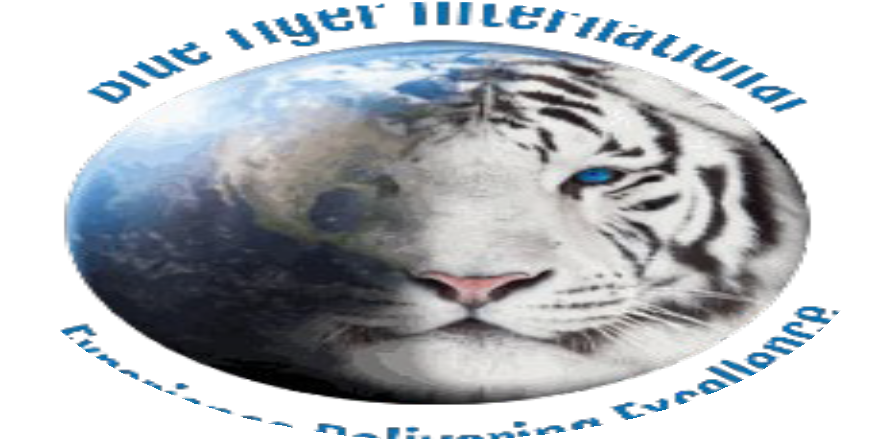 Blue Tiger International
Experience Delivering Excellence